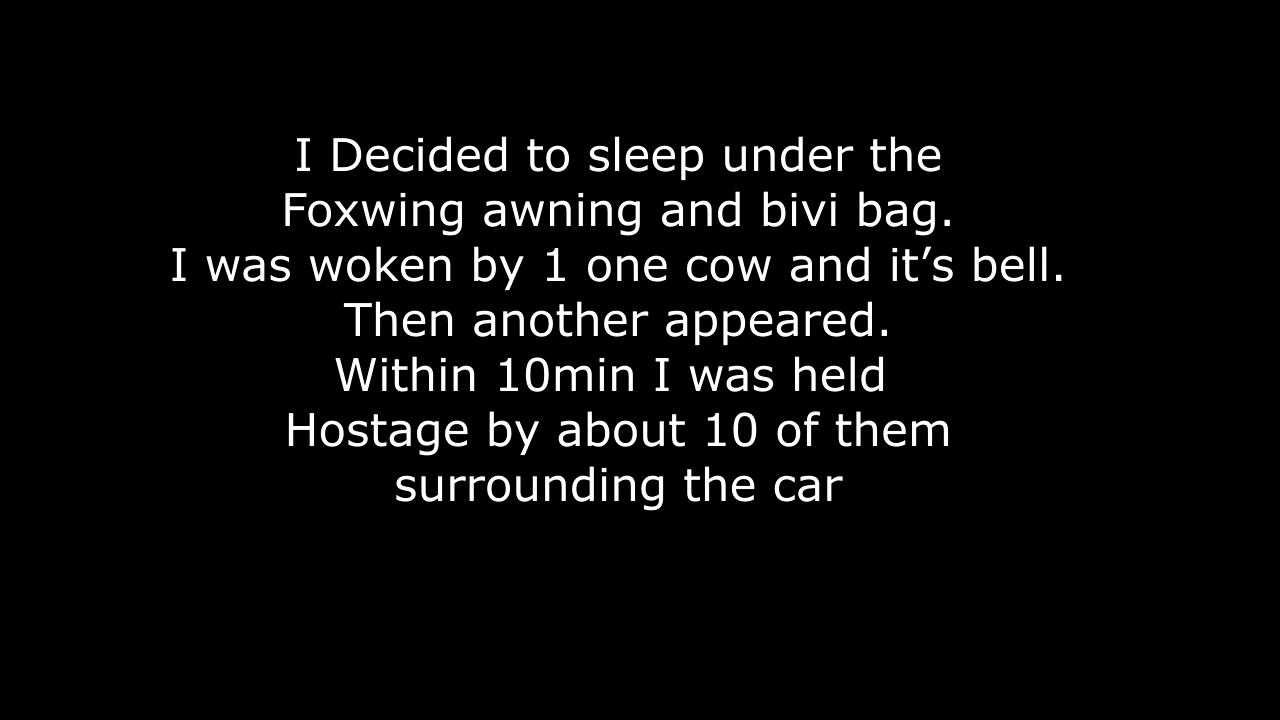 I Decided to sleep under the
Foxwing awning and bivi bag.
I was woken by 1 one cow and it’s bell.
Then another appeared.
Within 10min I was held
Hostage by about 10 of them
surrounding the car